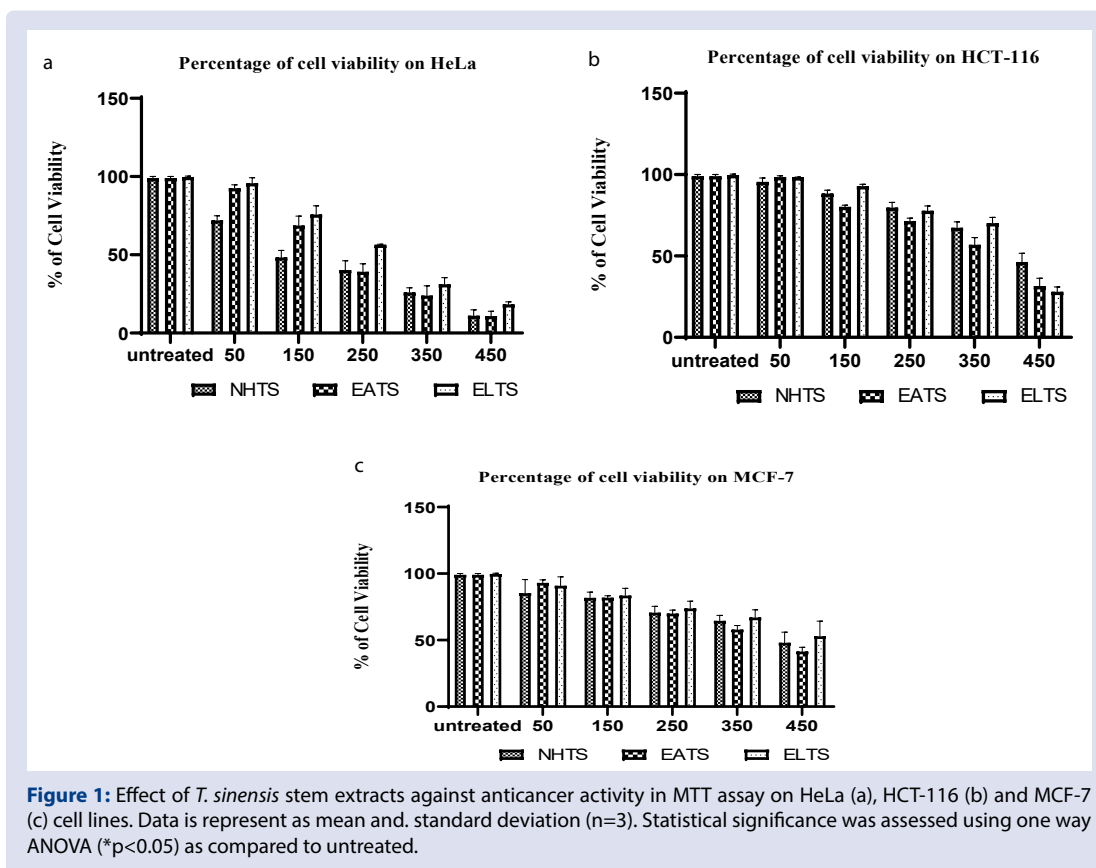 a
Percentage of cell viability on HeLa
% of Cell Viability
150
100
50
0
untreated 50 150 250 350 450
NHTS EATS ELTS
b
Percentage of cell viability on HCT-116
% of Cell Viability
150
100
50
0
untreated 50 150 250 350 450
NHTS EATS ELTS
c
Percentage of cell viability on MCF-7
% of Cell Viability
150
100
50
0
untreated 50 150 250 350 450
NHTS EATS ELTS
Figure 1: Effect of T. sinensis stem extracts against anticancer activity in MTT assay on HeLa (a), HCT-116 (b) and MCF-7
(c) cell lines. Data is represent as mean and. standard deviation (n=3). Statistical significance was assessed using one way
ANOVA (*p<0.05) as compared to untreated.